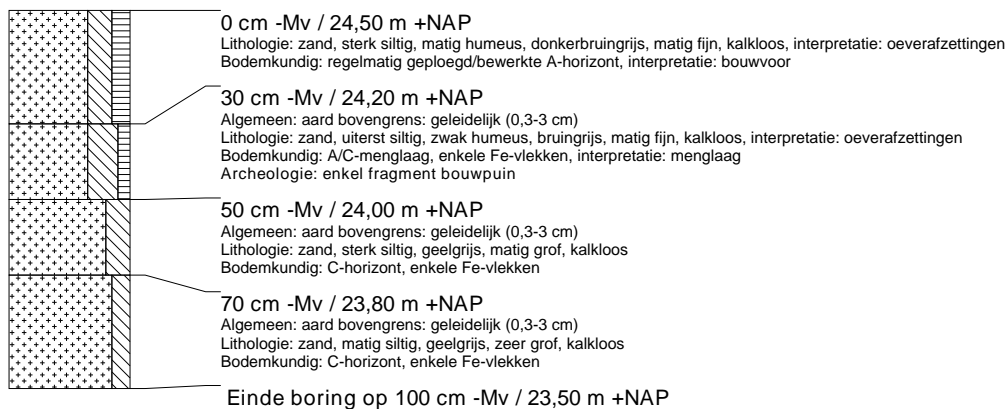 0 cm -Mv / 24,50 m +NAP
Lithologie: zand, sterk siltig, matig humeus, donkerbruingrijs, matig fijn, kalkloos, interpretatie: oeverafzettingen
Bodemkundig: regelmatig geploegd/bewerkte A-horizont, interpretatie: bouwvoor
30 cm -Mv / 24,20 m +NAP
Algemeen: aard bovengrens: geleidelijk (0,3-3 cm)
Lithologie: zand, uiterst siltig, zwak humeus, bruingrijs, matig fijn, kalkloos, interpretatie: oeverafzettingen
Bodemkundig: A/C-menglaag, enkele Fe-vlekken, interpretatie: menglaag
Archeologie: enkel fragment bouwpuin
50 cm -Mv / 24,00 m +NAP
Algemeen: aard bovengrens: geleidelijk (0,3-3 cm)
Lithologie: zand, sterk siltig, geelgrijs, matig grof, kalkloos
Bodemkundig: C-horizont, enkele Fe-vlekken
70 cm -Mv / 23,80 m +NAP
Algemeen: aard bovengrens: geleidelijk (0,3-3 cm)
Lithologie: zand, matig siltig, geelgrijs, zeer grof, kalkloos
Bodemkundig: C-horizont, enkele Fe-vlekken
Einde boring op 100 cm -Mv / 23,50 m +NAP